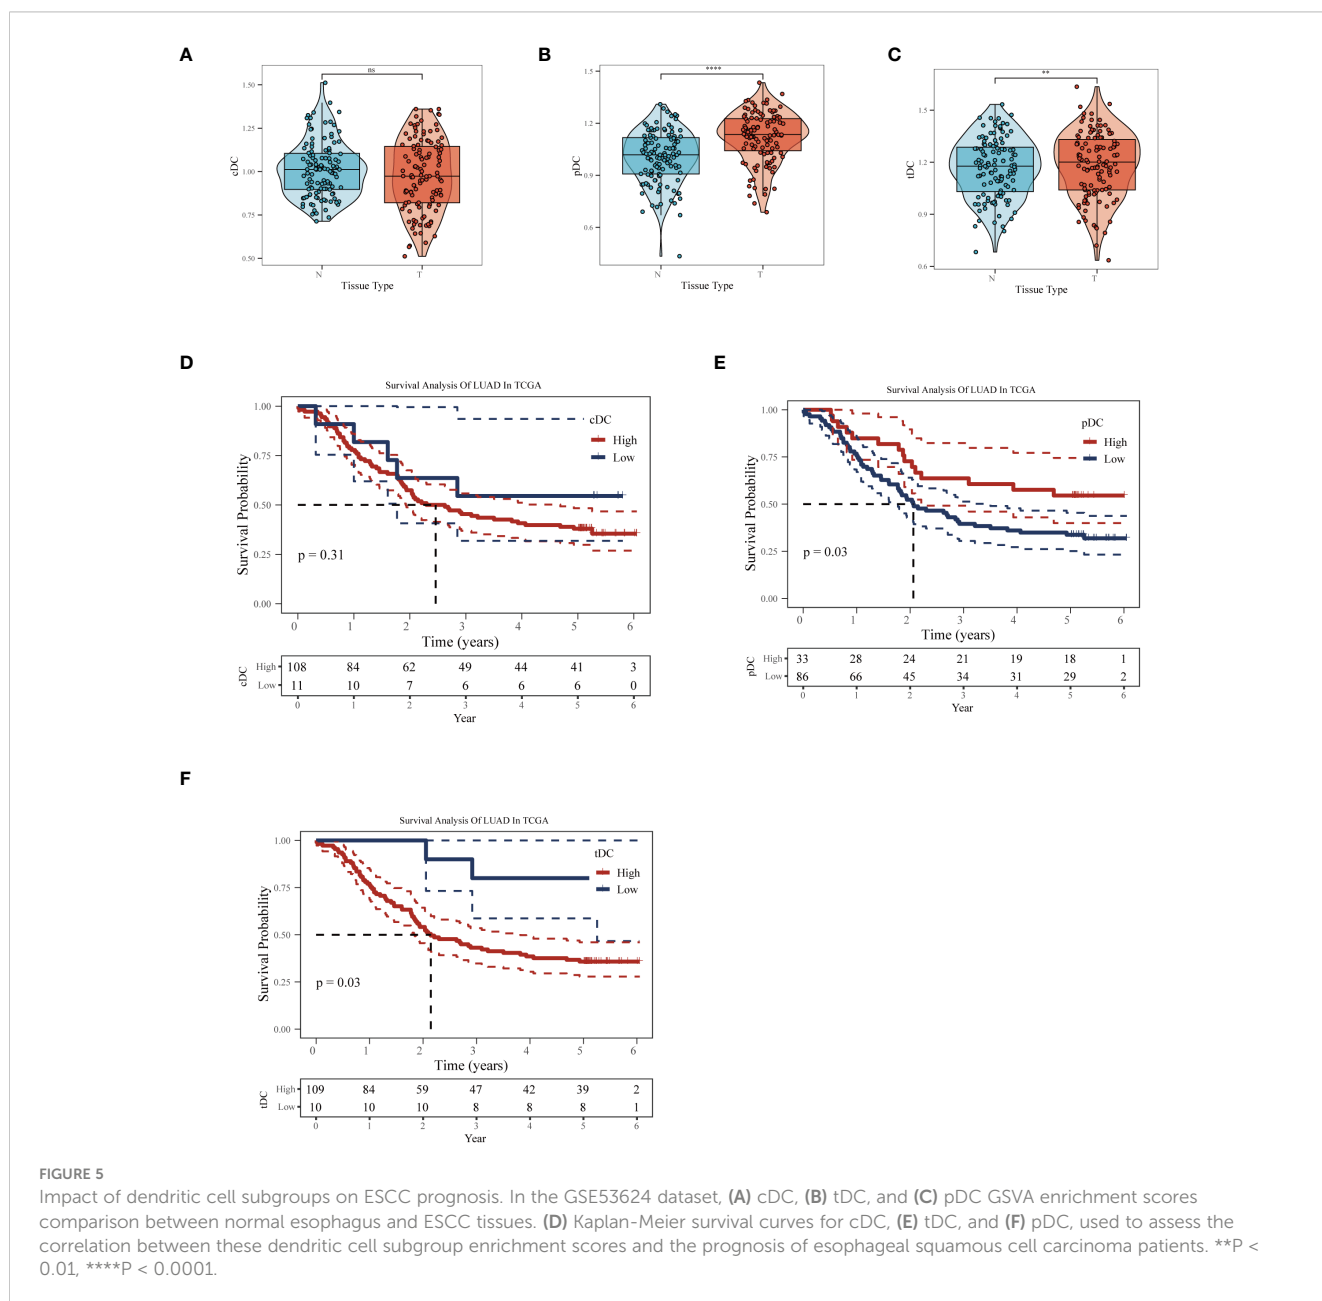 A
B
C
ns
1.50
1.25
1.00
0.75
0.50
cDC
N
T
Tissue Type
****
1.5
1.2
0.9
0.6
pDC
N
T
Tissue Type
**
1.5
1.2
0.9
0.6
tDC
N
T
Tissue Type
D
Survival Analysis Of LUAD In TCGA
1.00
0.75
0.50
0.25
0.00
Survival Probability
cDC
High
Low
p = 0.31
0 1 2 3 4 5 6
Time (years)
cDC
High 108 84 62 49 44 41 3
Low 11 10 7 6 6 6 0
0 1 2 3 4 5 6
Year
E
Survival Analysis Of LUAD In TCGA
1.00
0.75
0.50
0.25
0.00
Survival Probability
pDC
High
Low
p = 0.03
0 1 2 3 4 5 6
Time (years)
pDC
High 33 28 24 21 19 18 1
Low 86 66 45 34 31 29 2
0 1 2 3 4 5 6
Year
F
Survival Analysis Of LUAD In TCGA
1.00
0.75
0.50
0.25
0.00
Survival Probability
tDC
High
Low
p = 0.03
0 1 2 3 4 5 6
Time (years)
tDC
High 109 84 59 47 42 39 2
Low 10 10 10 8 8 8 1
0 1 2 3 4 5 6
Year
FIGURE 5
Impact of dendritic cell subgroups on ESCC prognosis. In the GSE53624 dataset, (A) cDC, (B) tDC, and (C) pDC GSVA enrichment scores
comparison between normal esophagus and ESCC tissues. (D) Kaplan-Meier survival curves for cDC, (E) tDC, and (F) pDC, used to assess the
correlation between these dendritic cell subgroup enrichment scores and the prognosis of esophageal squamous cell carcinoma patients. **P <
0.01, ****P < 0.0001.